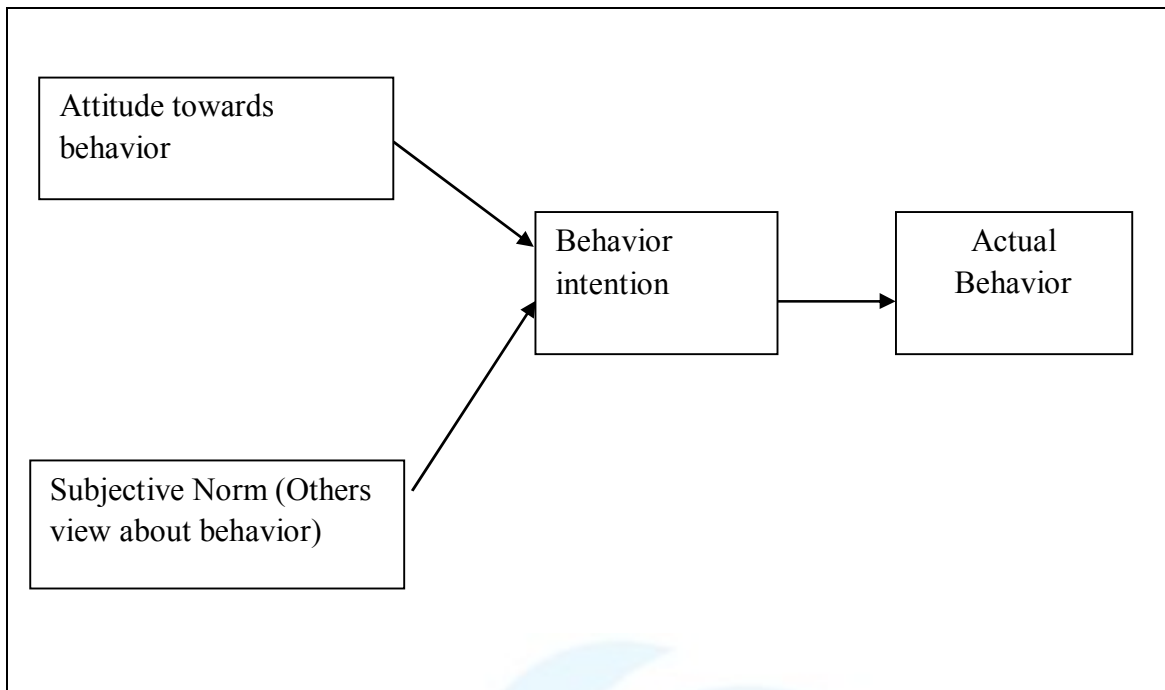 Attitude towards
behavior
Behavior
intention
Actual
Behavior
Subjective Norm (Others
view about behavior)